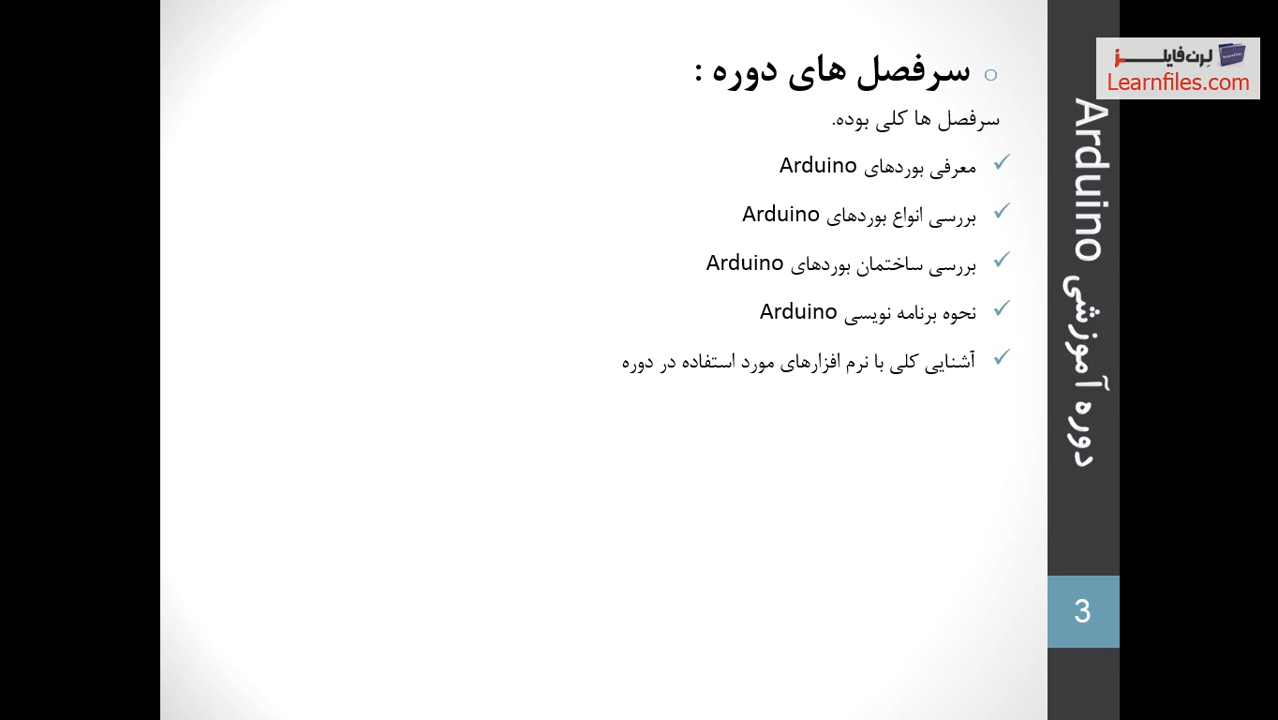 سرفصل های دوره :
سرفصل ها کلی بوده.
معرفی بوردهای Arduino
بررسی انواع بوردهای Arduino
بررسی ساختمان بوردهای Arduino
نحوه برنامه نویسی Arduino
آشنایی کلی با نرم افزارهای مورد استفاده در دوره
دوره آموزشی Arduino
3
لرن فایلز
Learnfiles.com